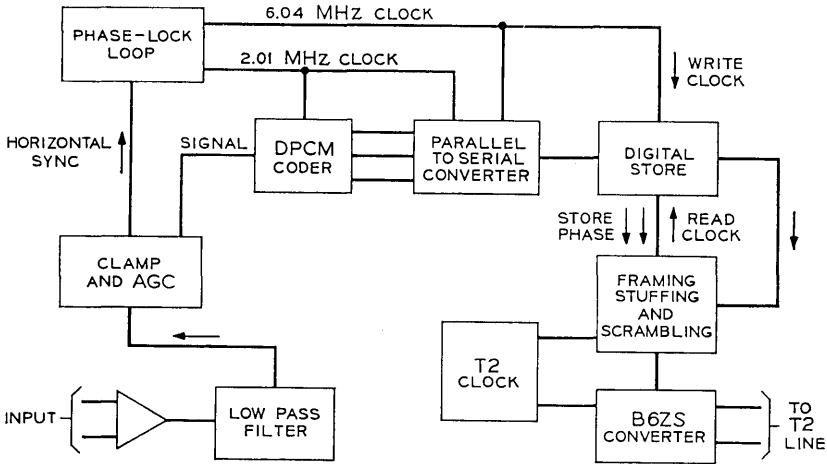 6.04 MHz CLOCK
PHASE-LOCK
LOOP
2.01 MHz CLOCK
WRITE
CLOCK
HORIZONTAL
SYNC
SIGNAL
DPCM
CODER
PARALLEL
TO SERIAL
CONVERTER
DIGITAL
STORE
STORE
PHASE
READ
CLOCK
CLAMP
AND AGC
FRAMING
STUFFING
AND
SCRAMBLING
T2
CLOCK
INPUT
LOW PASS
FILTER
B6ZS
CONVERTER
TO
T2
LINE